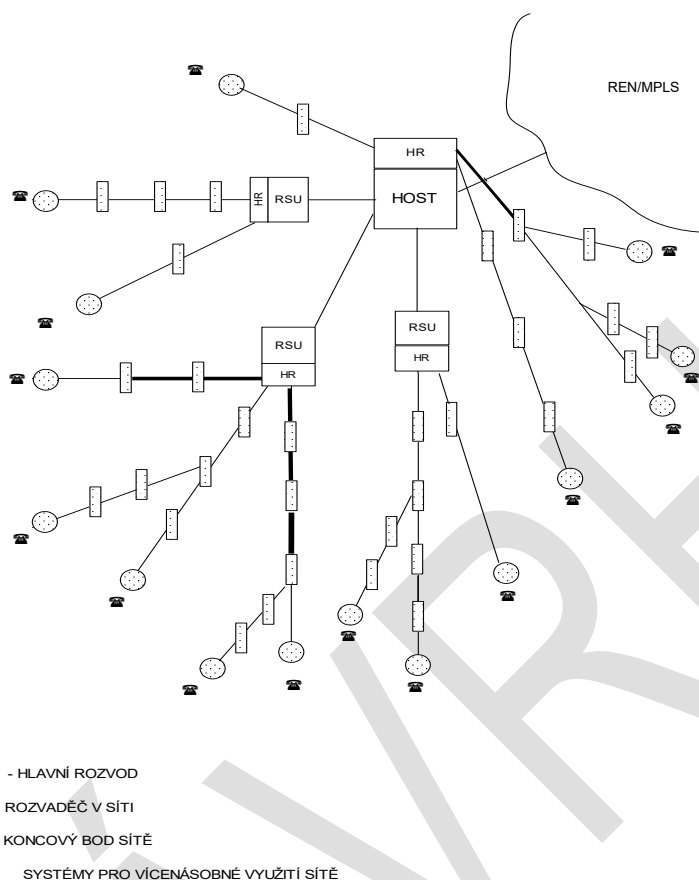 REN/MPLS
HR
HOST
HR
RSU
RSU
HR
RSU
HR
- HLAVNÍ ROZVOD
ROZVADĚČ V SÍTI
KONCOVÝ BOD SÍTĚ
SYSTÉMY PRO VÍCENÁSOBNÉ VYUŽITÍ SÍTĚ